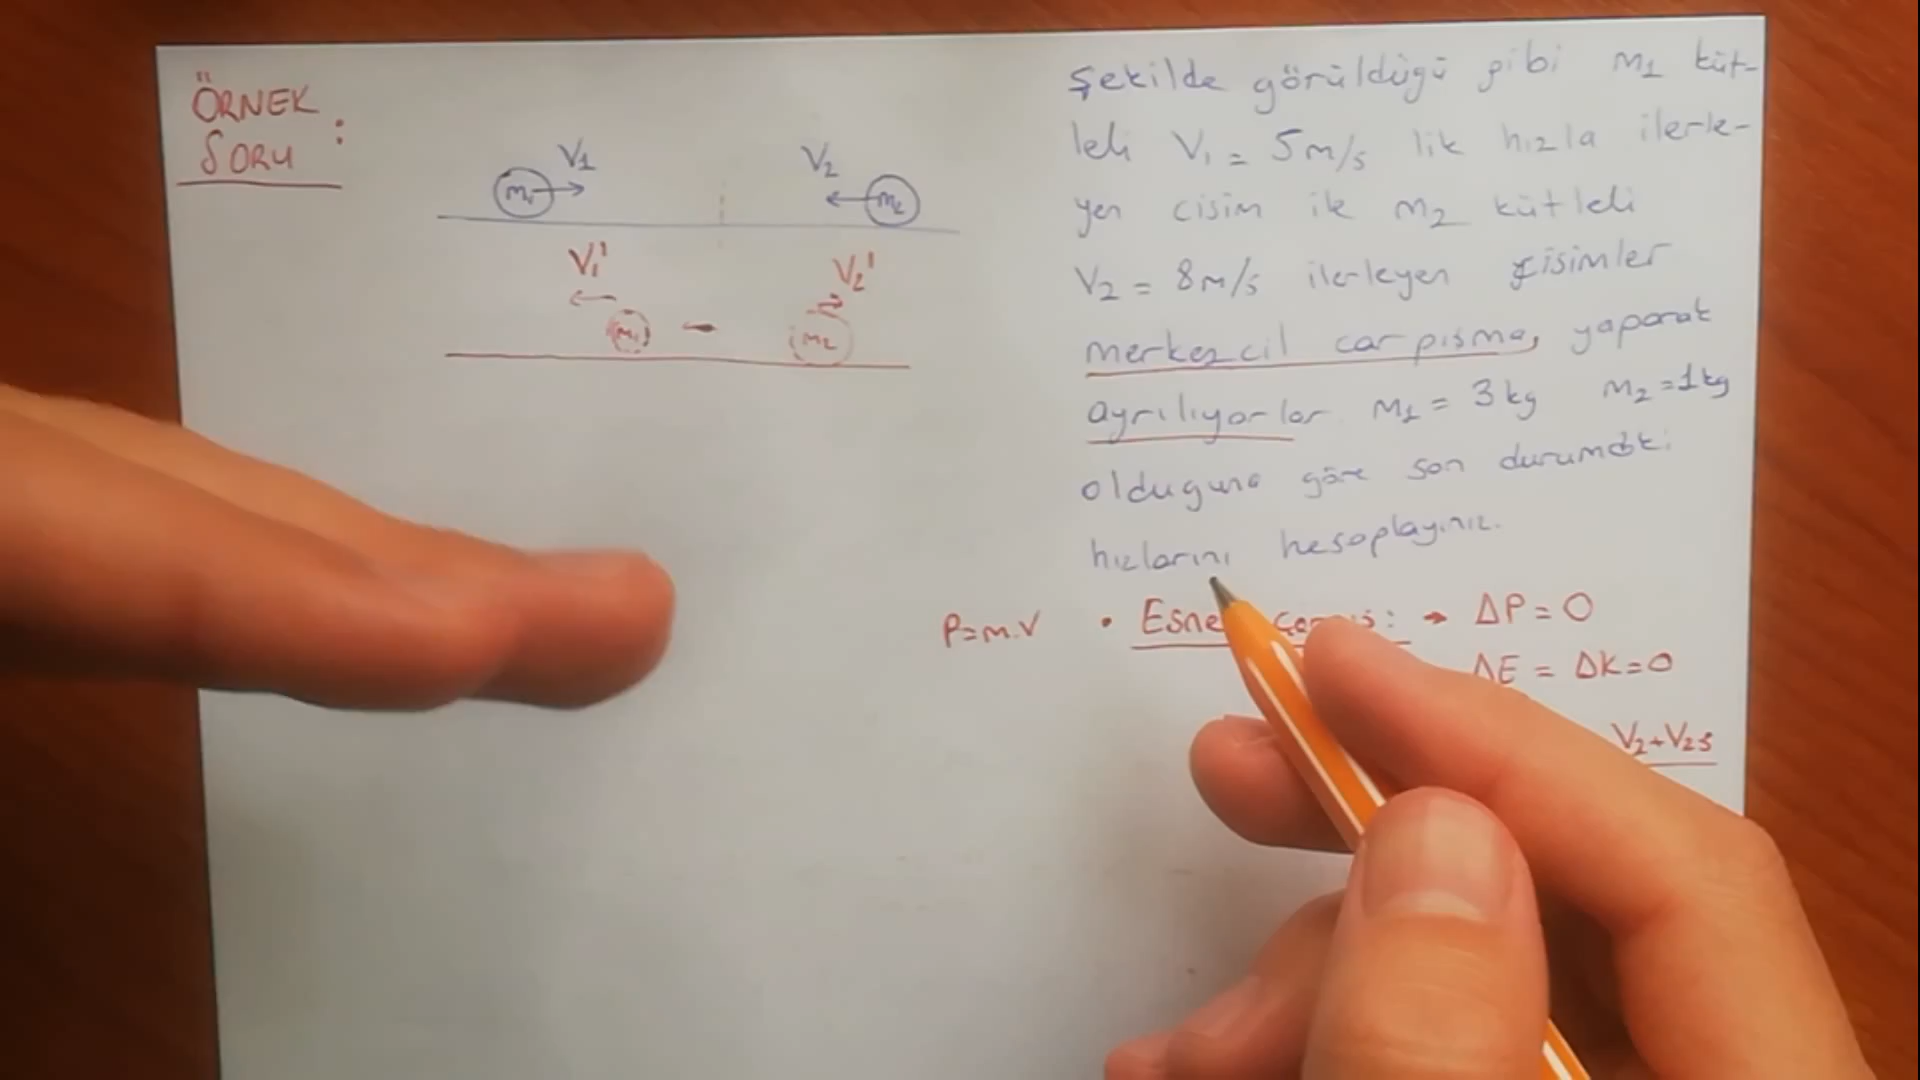 ÖRNEK
SORU :
V1 V2
m1 m2
V1' V2'
m1 - m2
Şekilde görüldüğü gibi m1 küt-
leli V1 = 5m/s lik hızla ilerle-
yen cisim ile m2 kütleli
V2 = 8m/s ilerleyen cisimler
merkezcil carpışma, yaparak
ayrılıyorlar m1 = 3kg m2 = 1kg
olduguna göre son durumdaki
hızlarını hesaplayınız.
P=m.V • Esne : → ΔP = 0
ΔE = ΔK = 0
V2+V2s